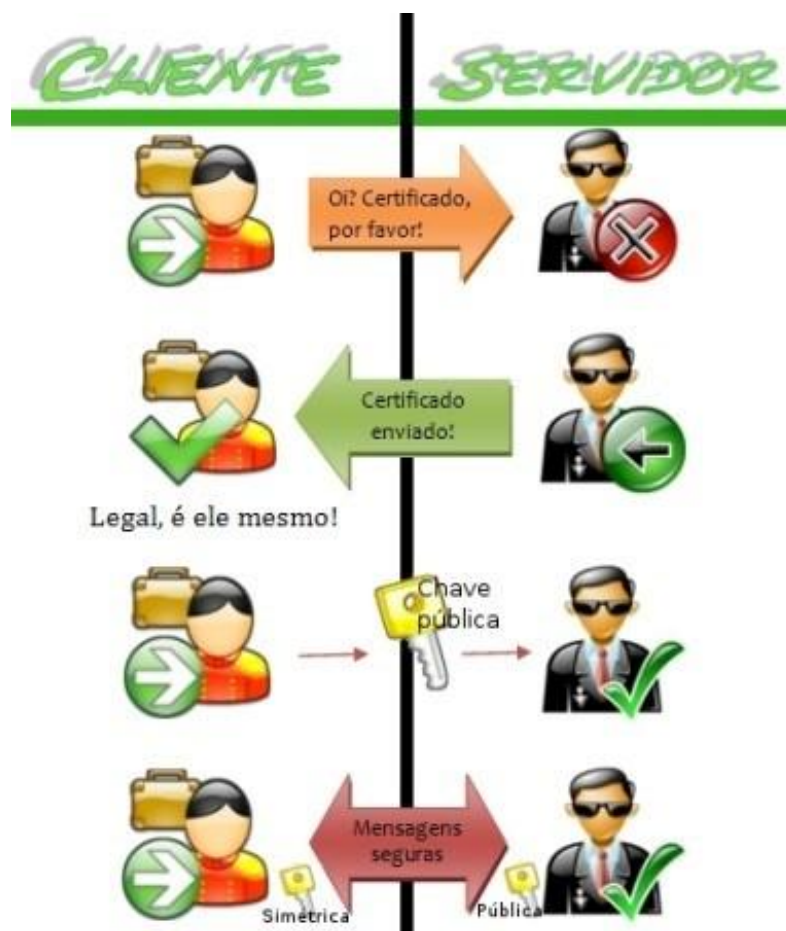 CLIENTE
SERVIDOR
Oi? Certificado,
por favor!
Certificado
enviado!
Legal, é ele mesmo!
Chave
pública
Mensagens
seguras
Simétrica
Pública